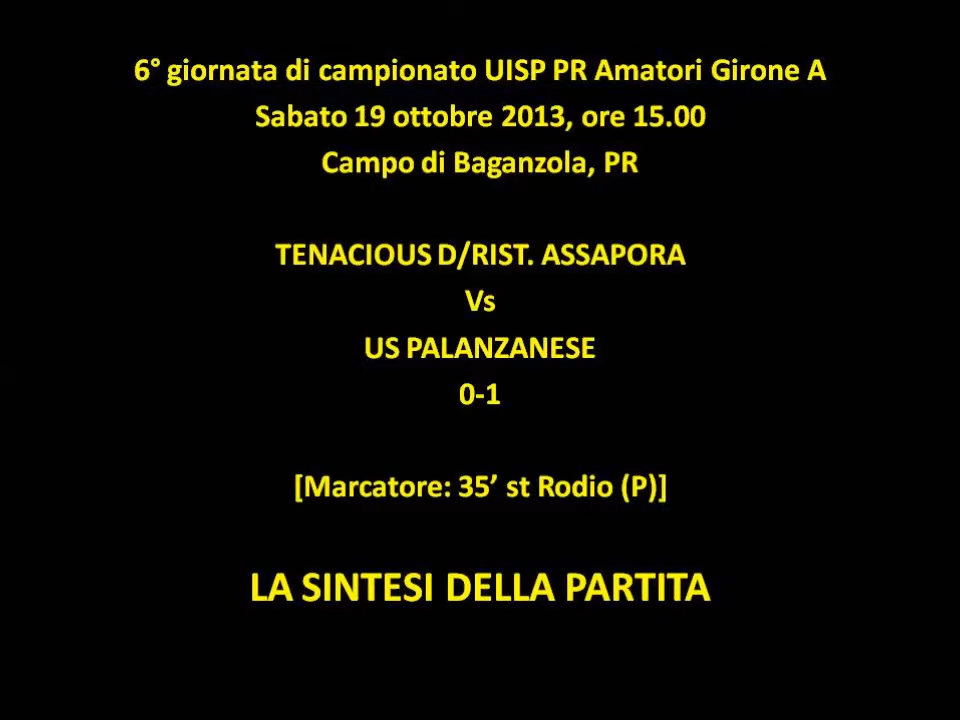 6° giornata di campionato UISP PR Amatori Girone A
Sabato 19 ottobre 2013, ore 15.00
Campo di Baganzola, PR
TENACIOUS D/RIST. ASSAPORA
Vs
US PALANZANESE
0-1
[Marcatore: 35’ st Rodio (P)]
LA SINTESI DELLA PARTITA